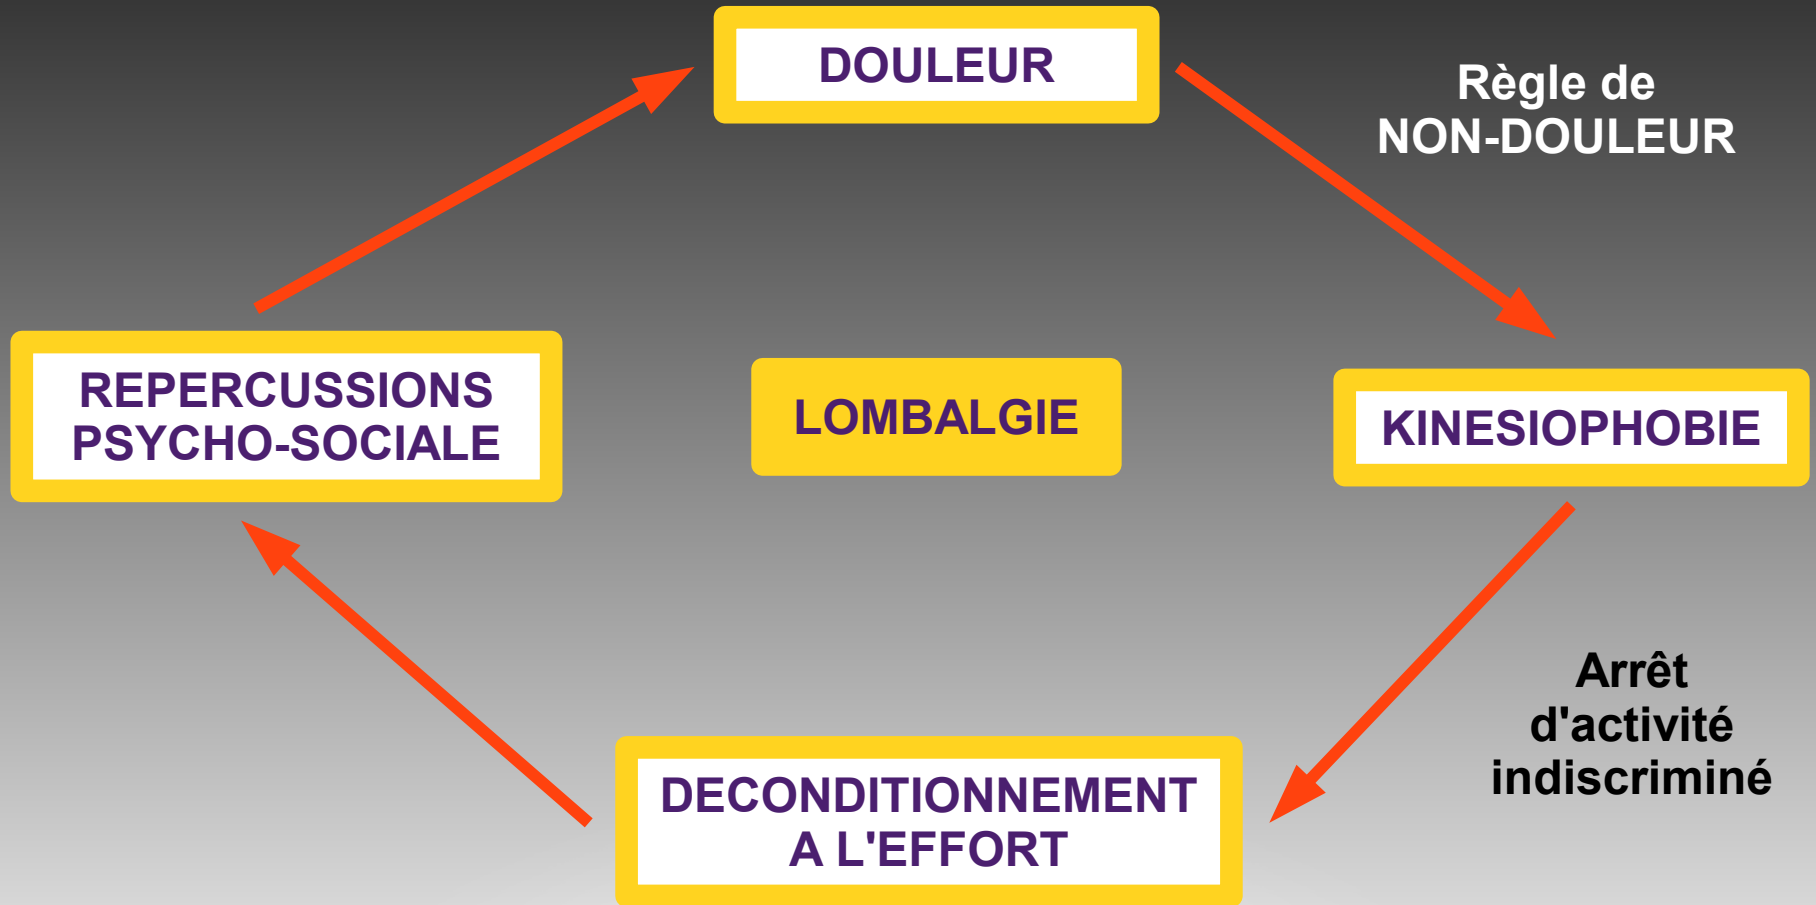 DOULEUR
Règle de
NON-DOULEUR
REPERCUSSIONS
PSYCHO-SOCIALE
LOMBALGIE
KINESIOPHOBIE
Arrêt
d'activité
indiscriminé
DECONDITIONNEMENT
A L'EFFORT